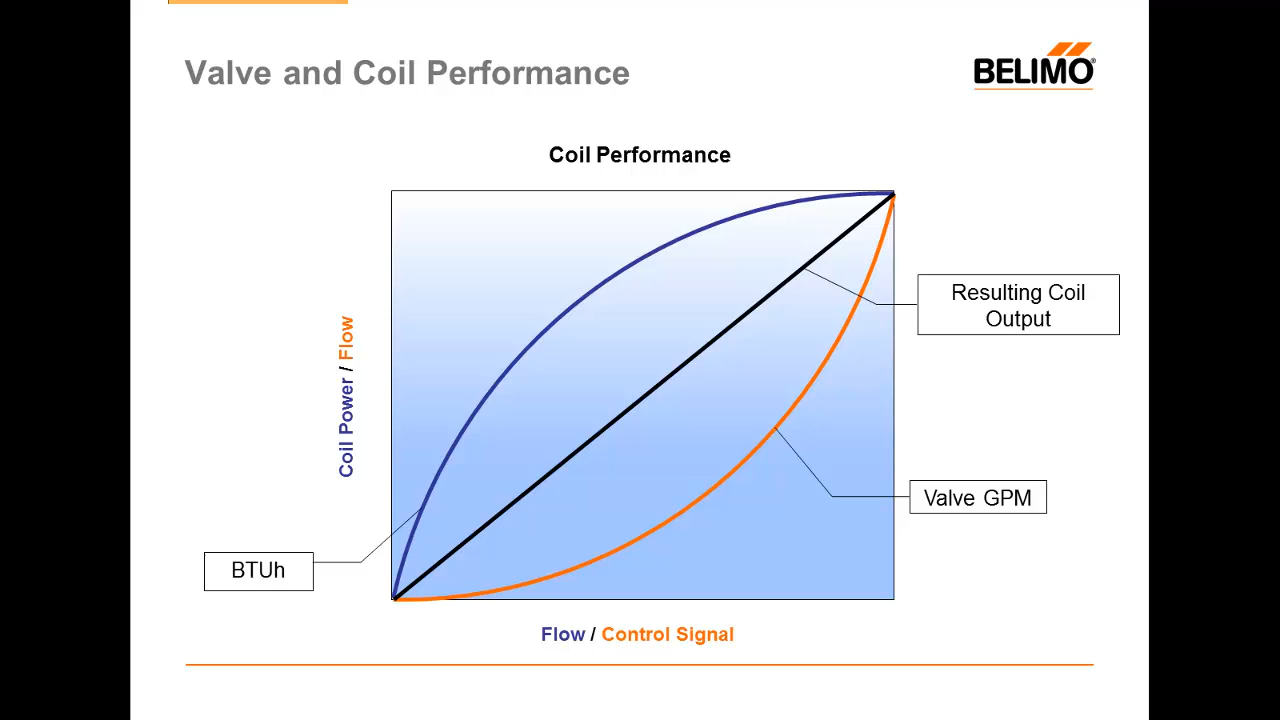 Valve and Coil Performance
BELIMO®
Coil Performance
Coil Power / Flow
Resulting Coil
Output
Valve GPM
BTUh
Flow / Control Signal